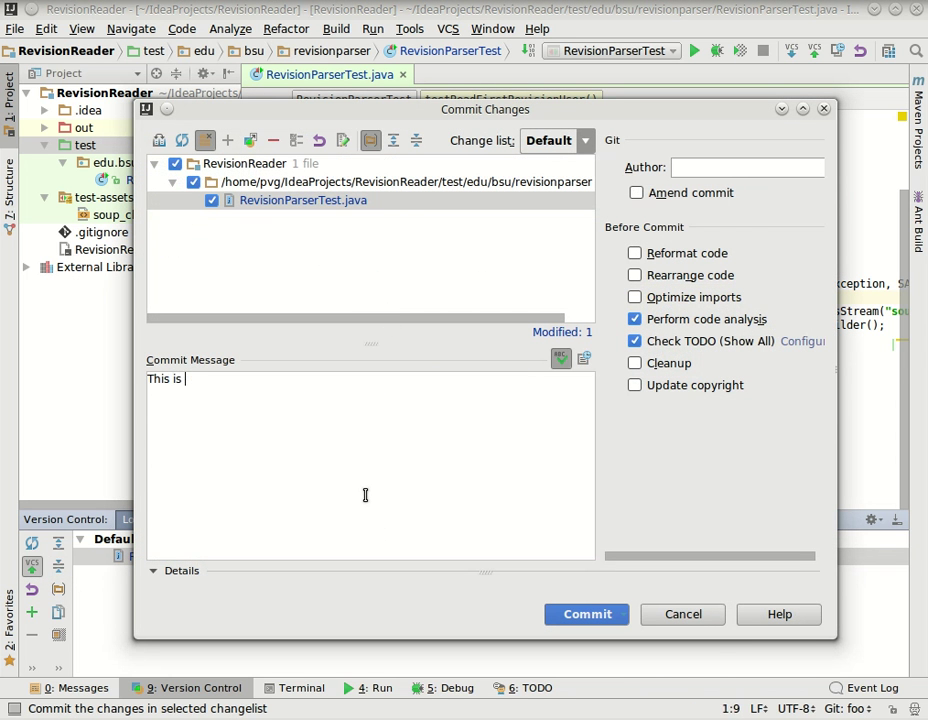 RevisionReader - [~/IdeaProjects/RevisionReader] - [RevisionReader] - ~/IdeaProjects/RevisionReader/test/edu/bsu/revisionparser/RevisionParserTest.java - I...
File Edit View Navigate Code Analyze Refactor Build Run Tools VCS Window Help
RevisionReader test edu bsu revisionparser RevisionParserTest RevisionParserTest
1: Project
Project
RevisionParserTest.java
RevisionReader ~/IdeaProjects/
.idea
out
test
edu.bs
R
test-assets
soup_cl
.gitignore
RevisionRe
External Libra
7: Structure
2: Favorites
Maven Projects
Ant Build
RevisionParserTest testReadFirstRevisionUser()
Commit Changes
Change list: Default
RevisionReader 1 file
/home/pvg/IdeaProjects/RevisionReader/test/edu/bsu/revisionparser
RevisionParserTest.java
Modified: 1
Commit Message
This is
Details
Git
Author:
Amend commit
Before Commit
Reformat code
Rearrange code
Optimize imports
Perform code analysis
Check TODO (Show All) Configu
Cleanup
Update copyright
Commit Cancel Help
xception, SA
sStream("sou
ilder();
Version Control: Lo
Defaul
0: Messages 9: Version Control Terminal 4: Run 5: Debug 6: TODO Event Log
Commit the changes in selected changelist 1:9 LF UTF-8 Git: foo